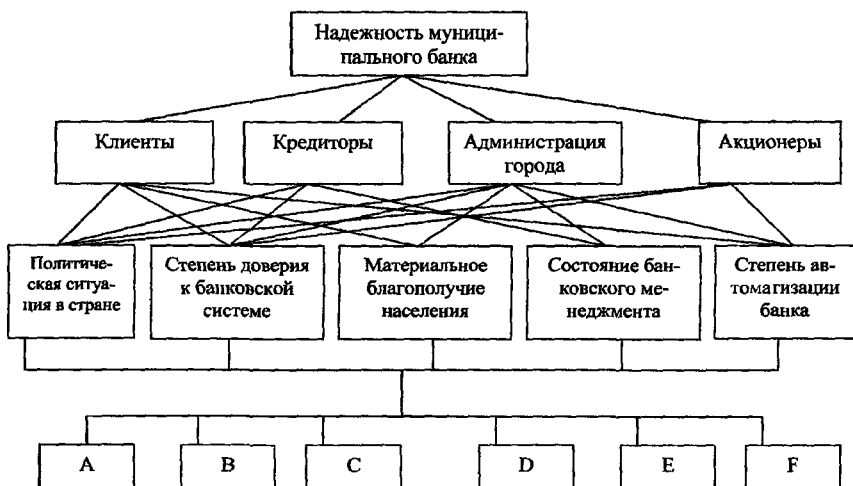 Надежность муници-
пального банка
Клиенты
Кредиторы
Администрация
города
Акционеры
Политиче-
ская ситуа-
ция в стране
Степень доверия
к банковской
системе
Материальное
благополучие
населения
Состояние бан-
ковского ме-
неджмента
Степень ав-
томатизации
банка
A
B
C
D
E
F